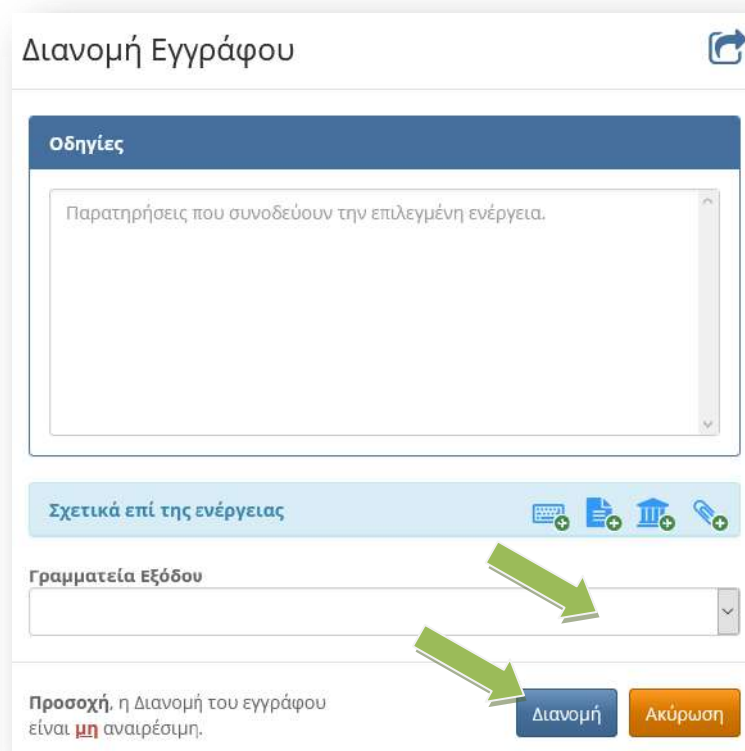 Διανομή Εγγράφου
Οδηγίες
Παρατηρήσεις που συνοδεύουν την επιλεγμένη ενέργεια.
Σχετικά επί της ενέργειας
Γραμματεία Εξόδου
Προσοχή, η Διανομή του εγγράφου
είναι μη αναιρέσιμη.
Διανομή Ακύρωση